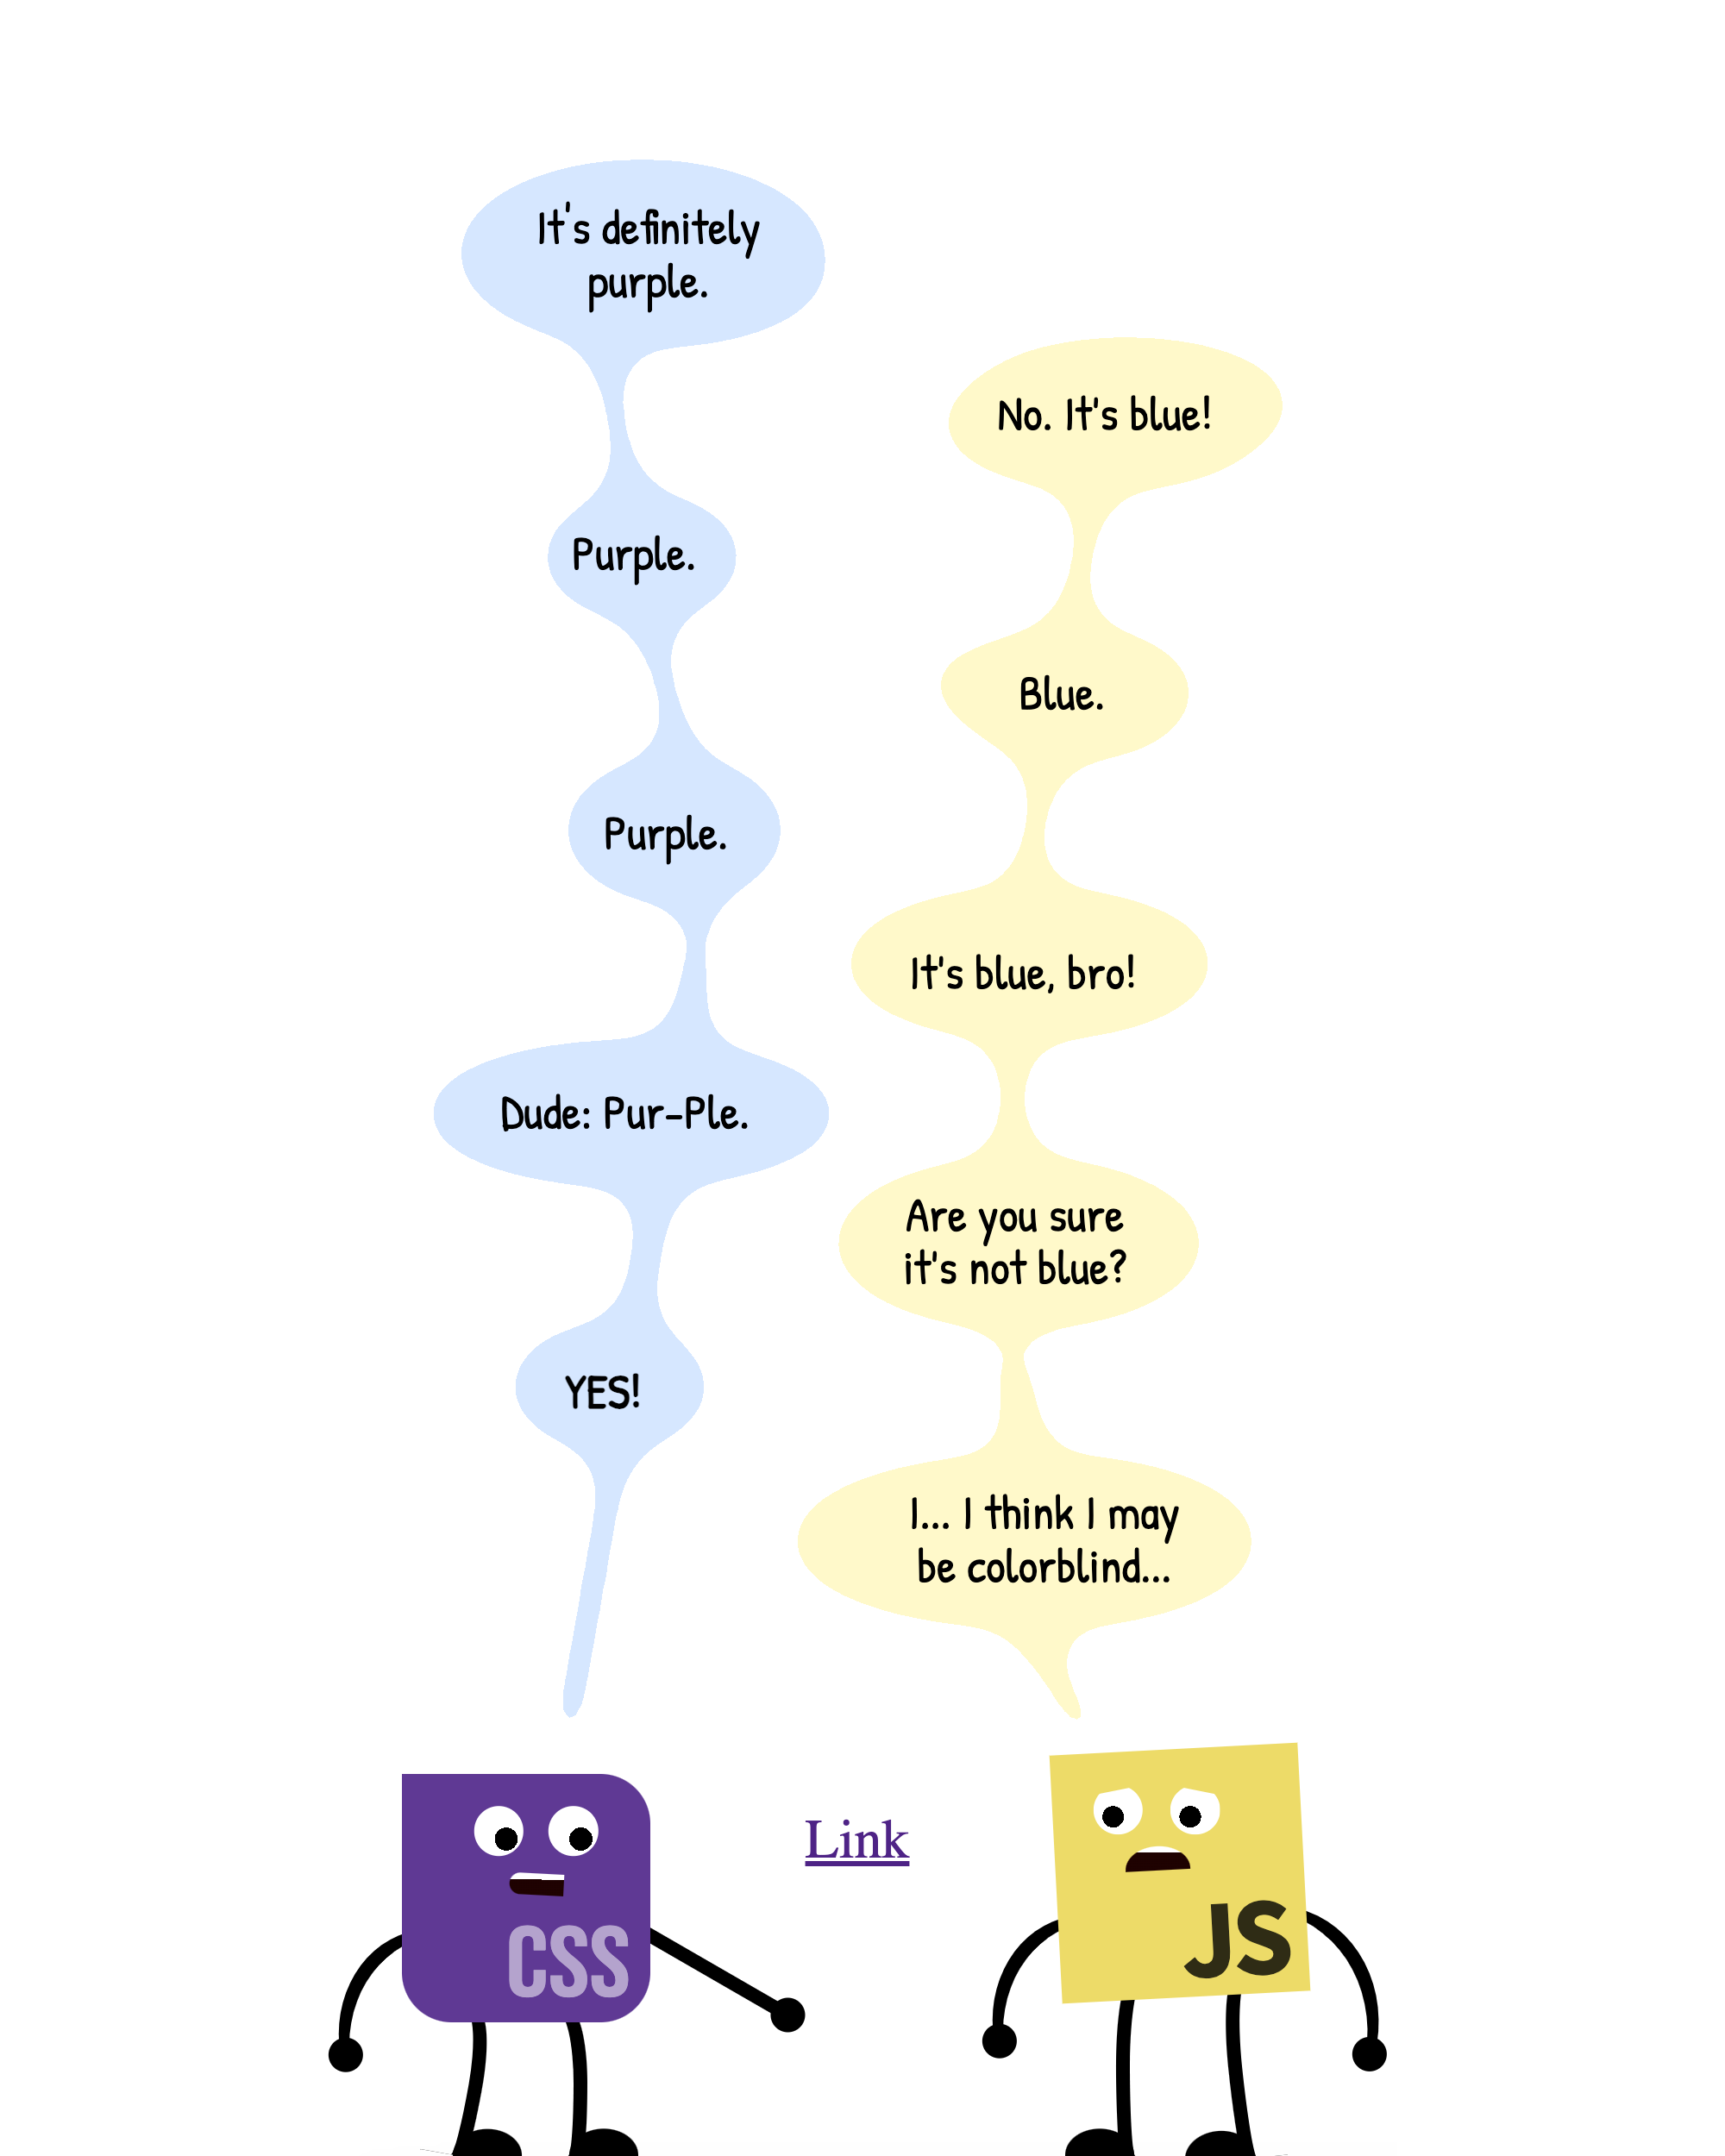 It's definitely
purple.
No. It's blue!
Purple.
Blue.
Purple.
It's blue, bro!
Dude: Pur-Ple.
Are you sure
it's not blue?
YES!
I... I think I may
be colorblind...
Link
CSS
JS